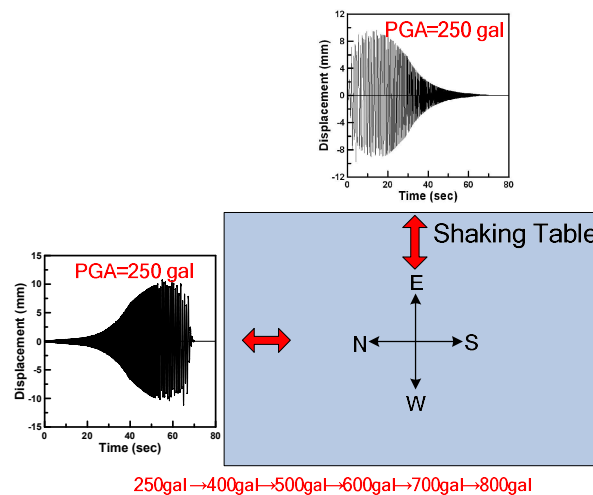 PGA=250 gal
Displacement (mm)
12
8
4
0
-4
-8
-12
0 20 40 60 80
Time (sec)
Shaking Table
E
N S
W
PGA=250 gal
Displacement (mm)
15
10
5
0
-5
-10
-15
0 20 40 60 80
Time (sec)
250gal→400gal→500gal→600gal→700gal→800gal